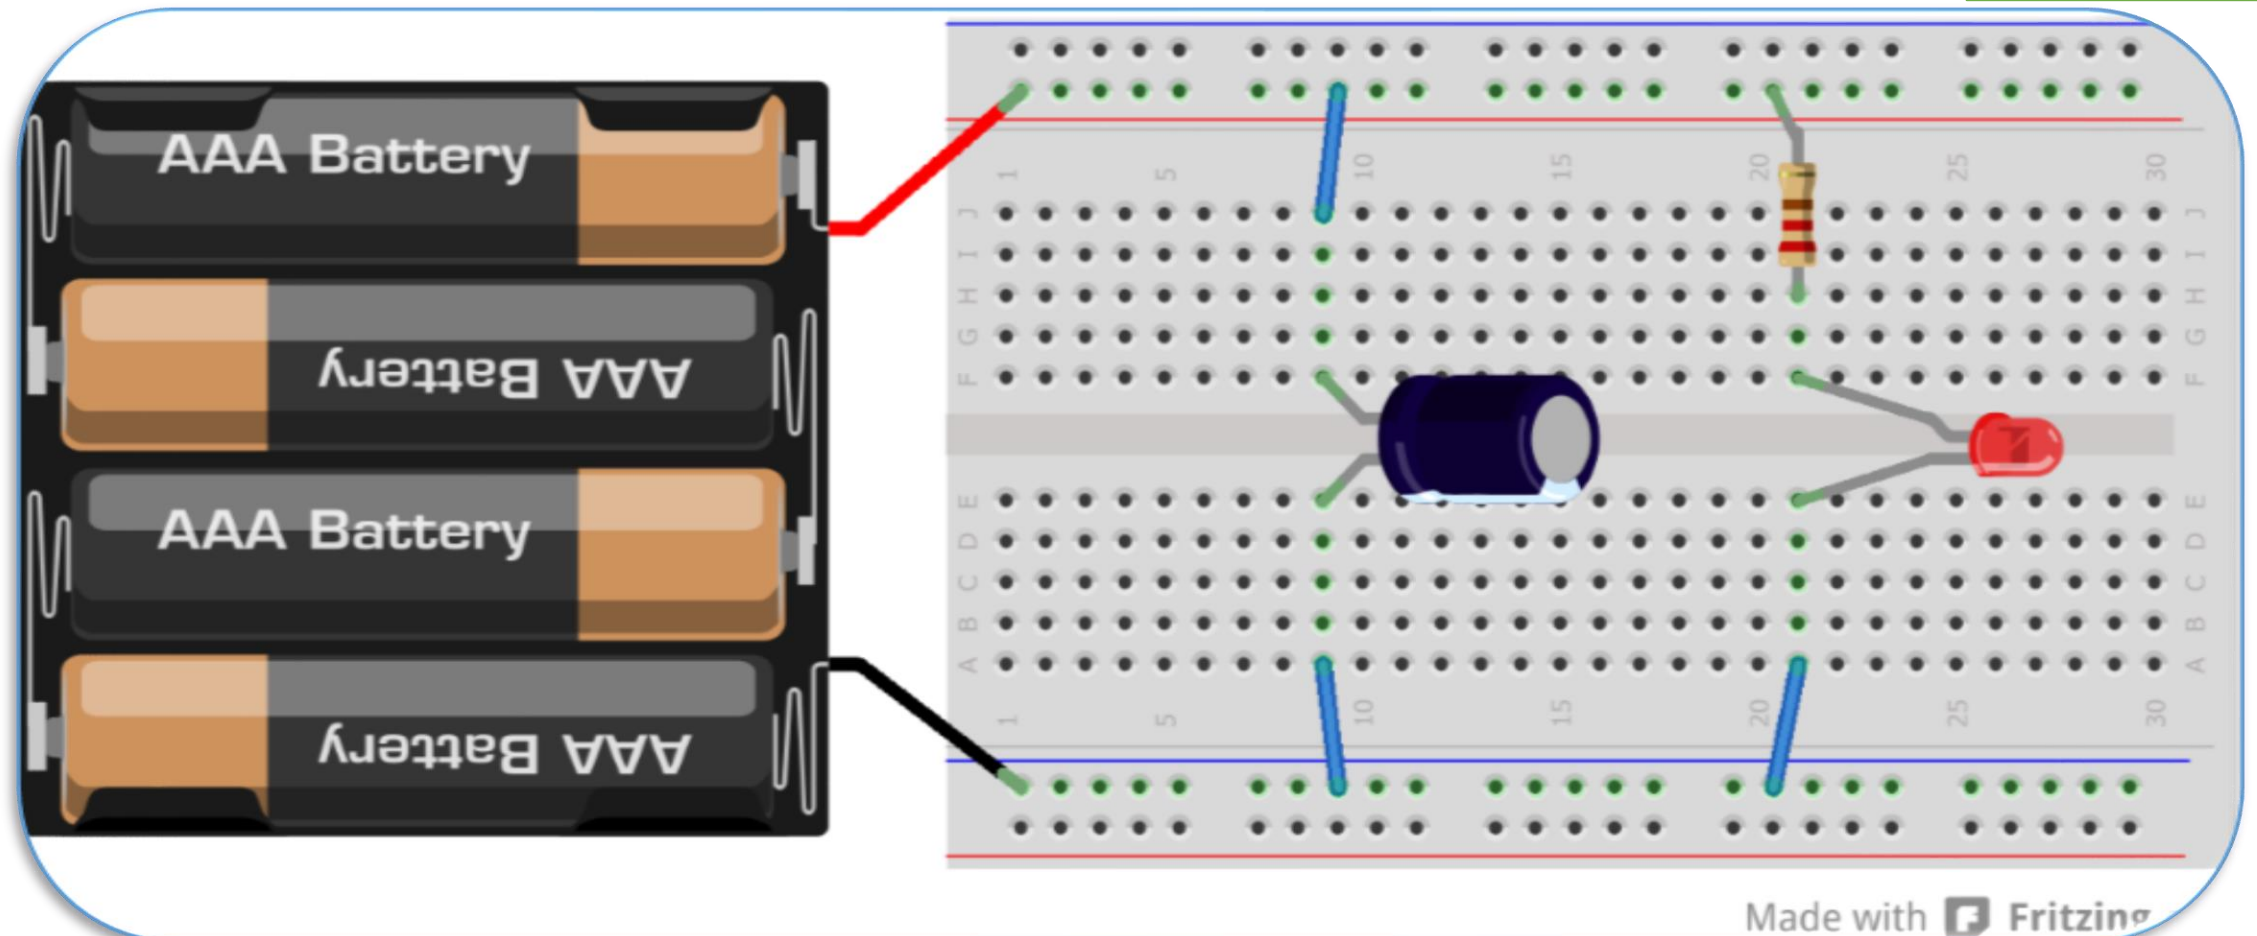 AAA Battery
AAA Battery
AAA Battery
AAA Battery
1 5 10 15 20 25 30
J J
I I
H H
G G
F F
E E
D D
C C
B B
A A
1 5 10 15 20 25 30
Made with Fritzing